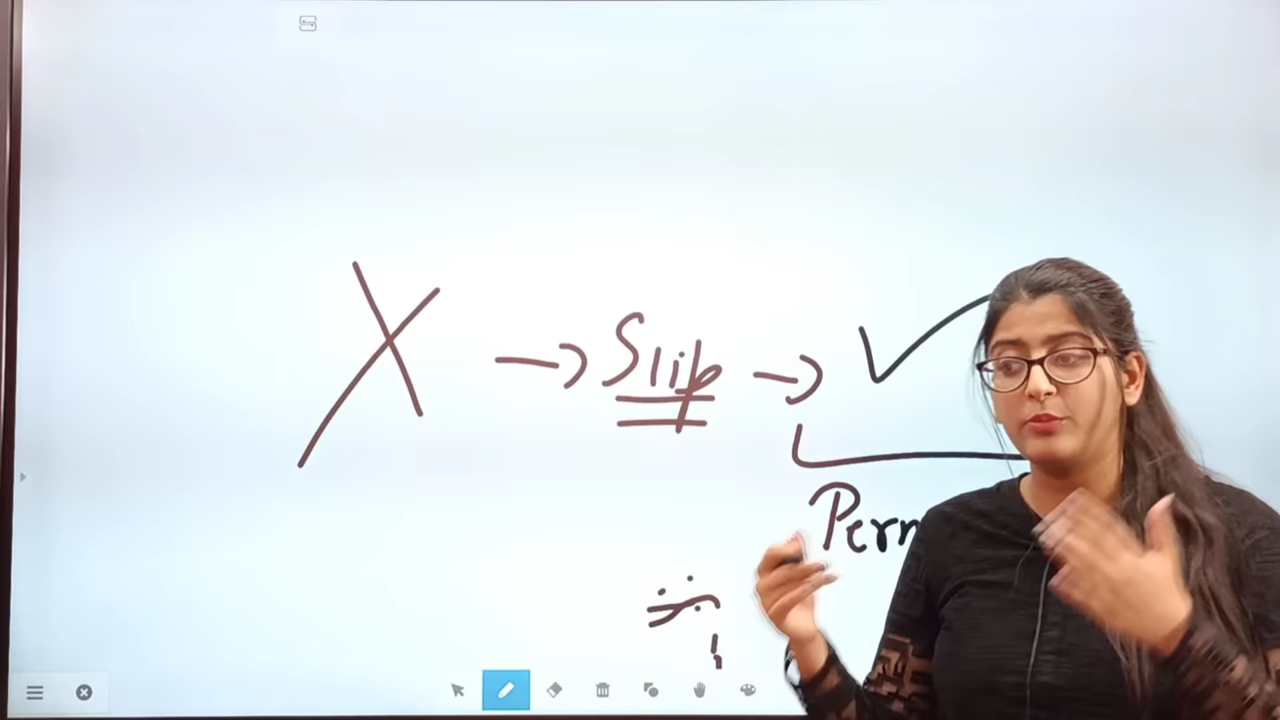 X → Slip → ✓
Perm